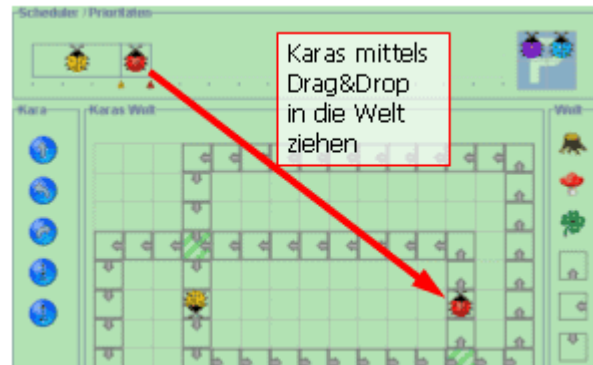 Scheduler / Prioritäten
Karas mittels
Drag&Drop
in die Welt
ziehen
Kara
Karas Welt
Welt